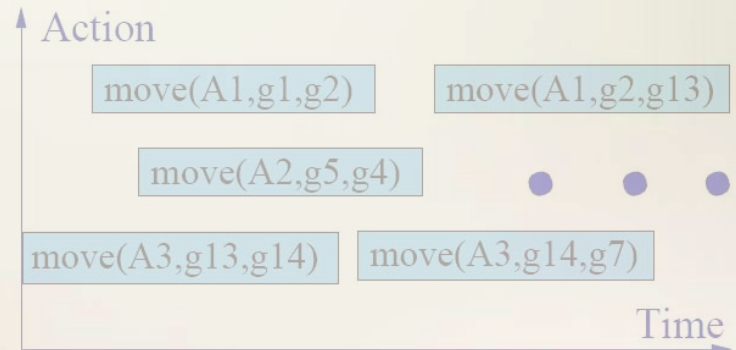 Action
move(A1,g1,g2) move(A1,g2,g13)
move(A2,g5,g4)
move(A3,g13,g14) move(A3,g14,g7)
Time